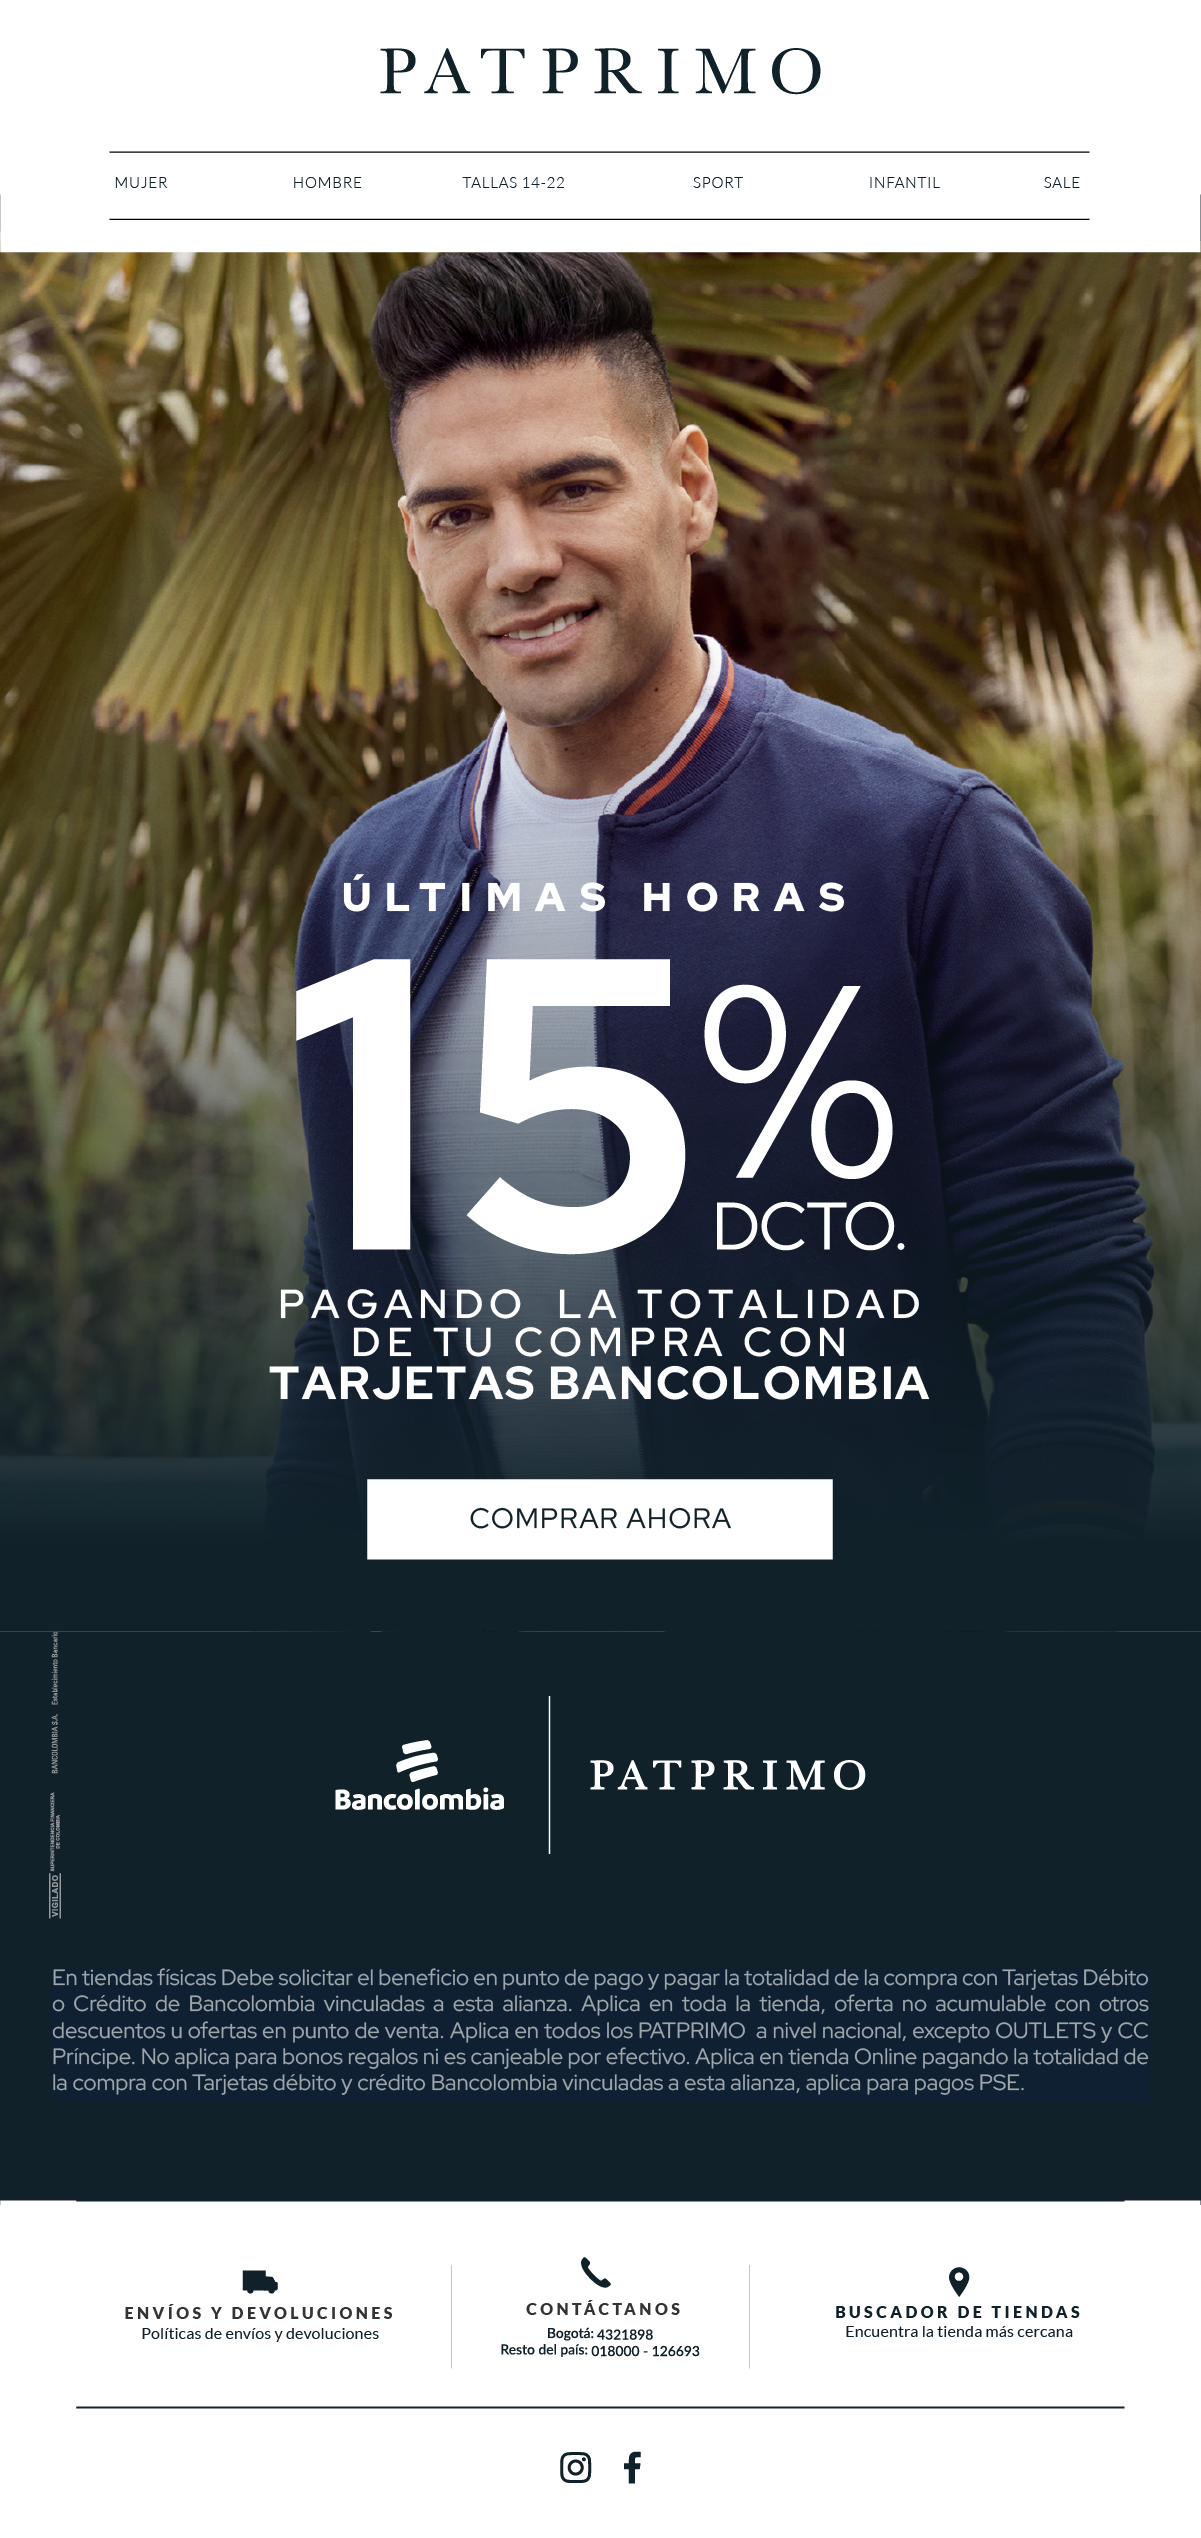 PATPRIMO
MUJER HOMBRE TALLAS 14-22 SPORT INFANTIL SALE
ÚLTIMAS HORAS
15%
DCTO.
PAGANDO LA TOTALIDAD
DE TU COMPRA CON
TARJETAS BANCOLOMBIA
COMPRAR AHORA
VIGILADO SUPERINTENDENCIA FINANCIERA
DE COLOMBIA
BANCOLOMBIA S.A. Establecimiento Bancario
Bancolombia
PATPRIMO
En tiendas físicas Debe solicitar el beneficio en punto de pago y pagar la totalidad de la compra con Tarjetas Débito
o Crédito de Bancolombia vinculadas a esta alianza. Aplica en toda la tienda, oferta no acumulable con otros
descuentos u ofertas en punto de venta. Aplica en todos los PATPRIMO a nivel nacional, excepto OUTLETS y CC
Príncipe. No aplica para bonos regalos ni es canjeable por efectivo. Aplica en tienda Online pagando la totalidad de
la compra con Tarjetas débito y crédito Bancolombia vinculadas a esta alianza, aplica para pagos PSE.
ENVÍOS Y DEVOLUCIONES
Políticas de envíos y devoluciones
CONTÁCTANOS
Bogotá: 4321898
Resto del país: 018000 - 126693
BUSCADOR DE TIENDAS
Encuentra la tienda más cercana